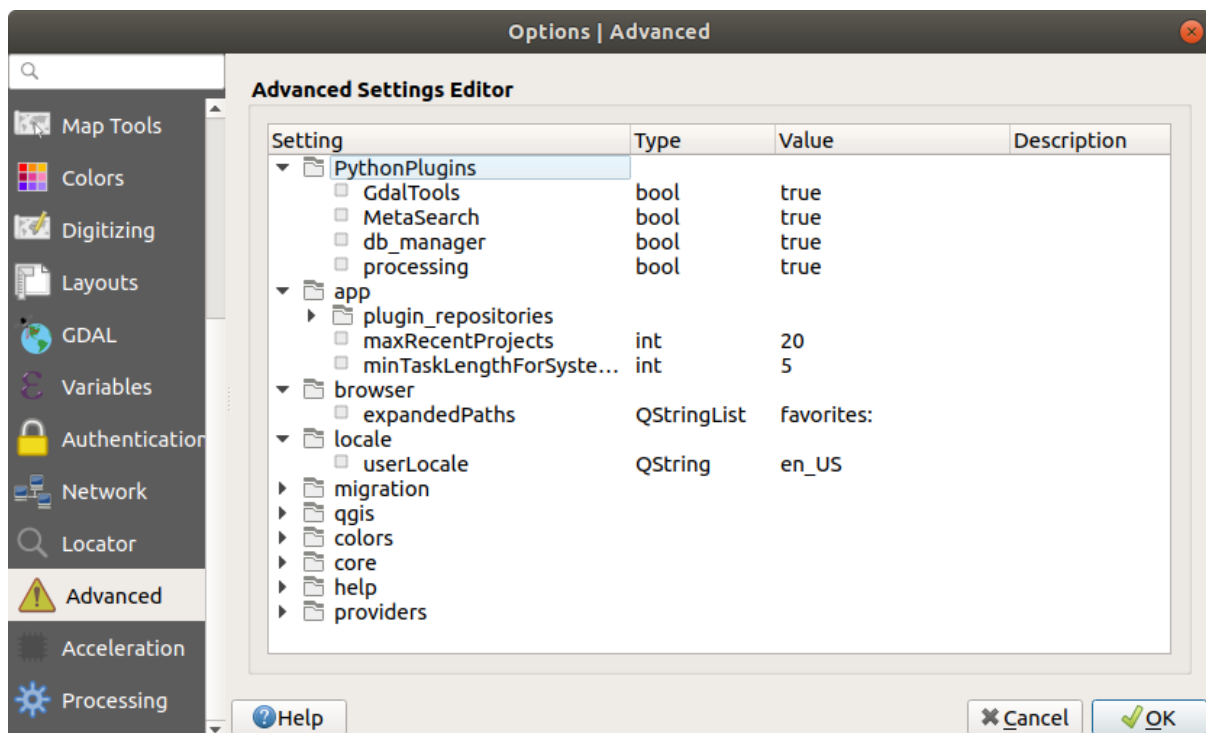 Options | Advanced
Map Tools
Colors
Digitizing
Layouts
GDAL
Variables
Authentication
Network
Locator
Advanced
Acceleration
Processing
Advanced Settings Editor
Setting Type Value Description
PythonPlugins
GdalTools bool true
MetaSearch bool true
db_manager bool true
processing bool true
app
plugin_repositories
maxRecentProjects int 20
minTaskLengthForSyste... int 5
browser
expandedPaths QStringList favorites:
locale
userLocale QString en_US
migration
qgis
colors
core
help
providers
Help Cancel OK